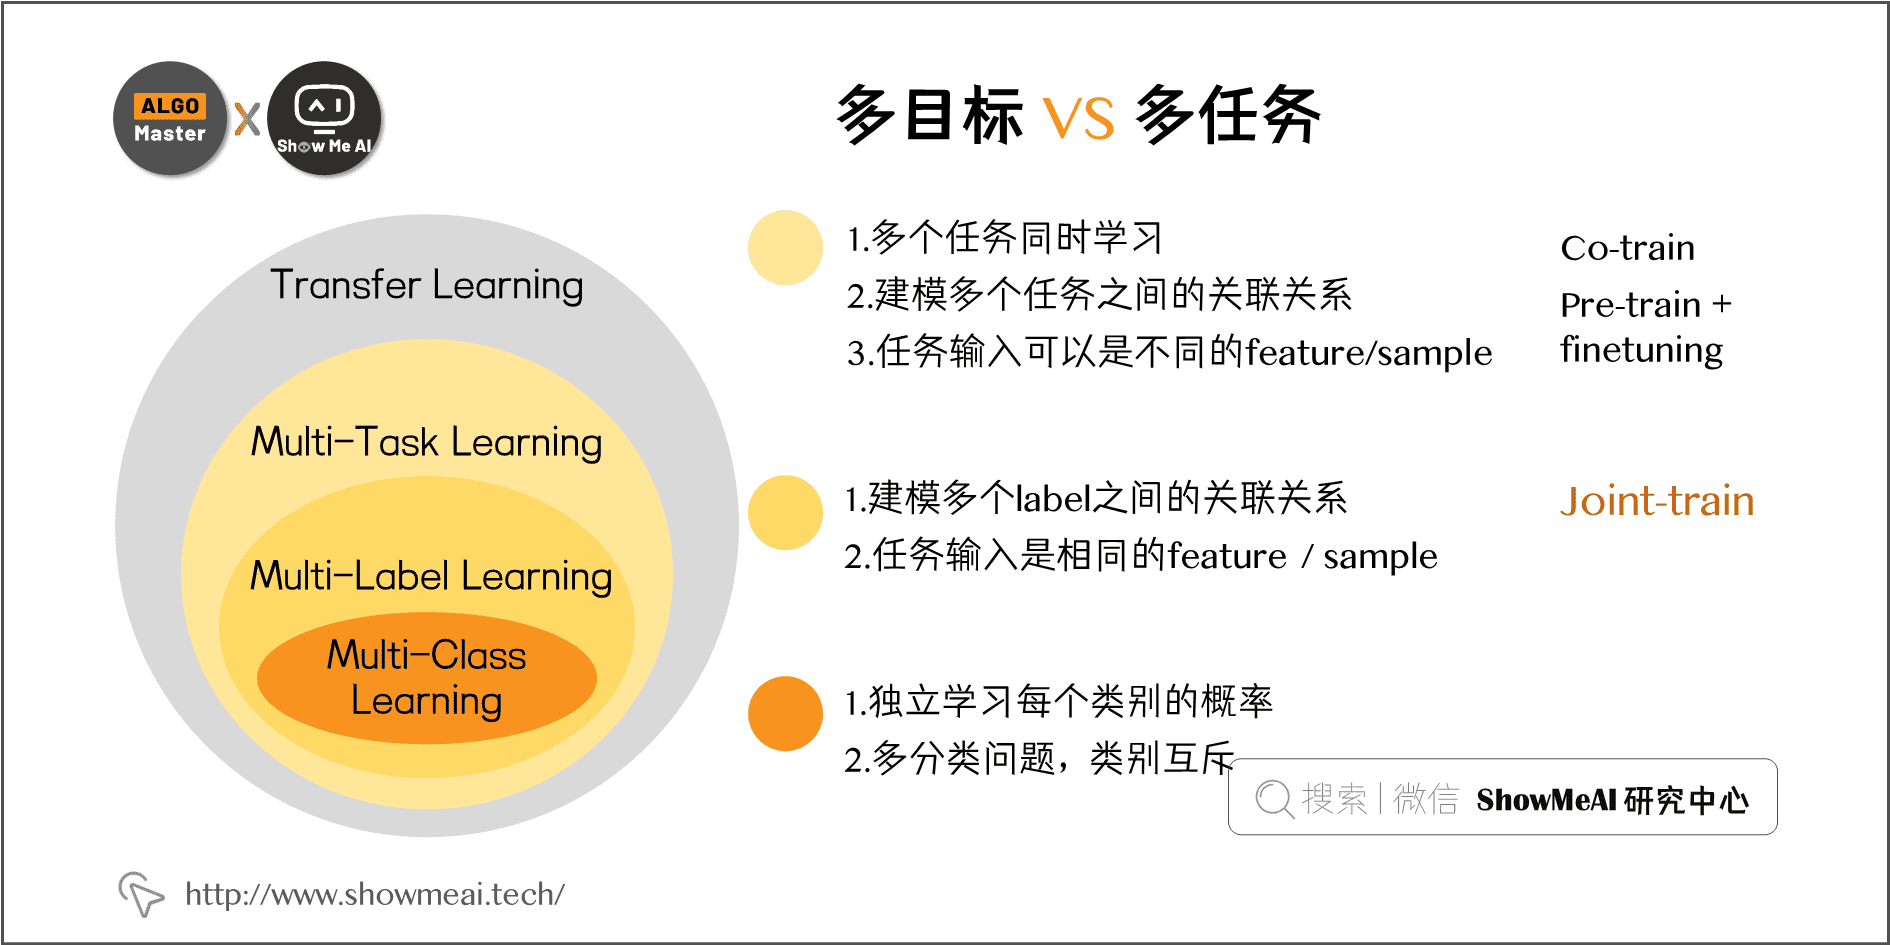 ALGO
Master
X
Show Me AI
多目标 VS 多任务
Transfer Learning
Multi-Task Learning
Multi-Label Learning
Multi-Class
Learning
1.多个任务同时学习
2.建模多个任务之间的关联关系
3.任务输入可以是不同的feature/sample
Co-train
Pre-train +
finetuning
1.建模多个label之间的关联关系
2.任务输入是相同的feature / sample
Joint-train
1.独立学习每个类别的概率
2.多分类问题，类别互斥
搜索|微信 ShowMeAI 研究中心
http://www.showmeai.tech/